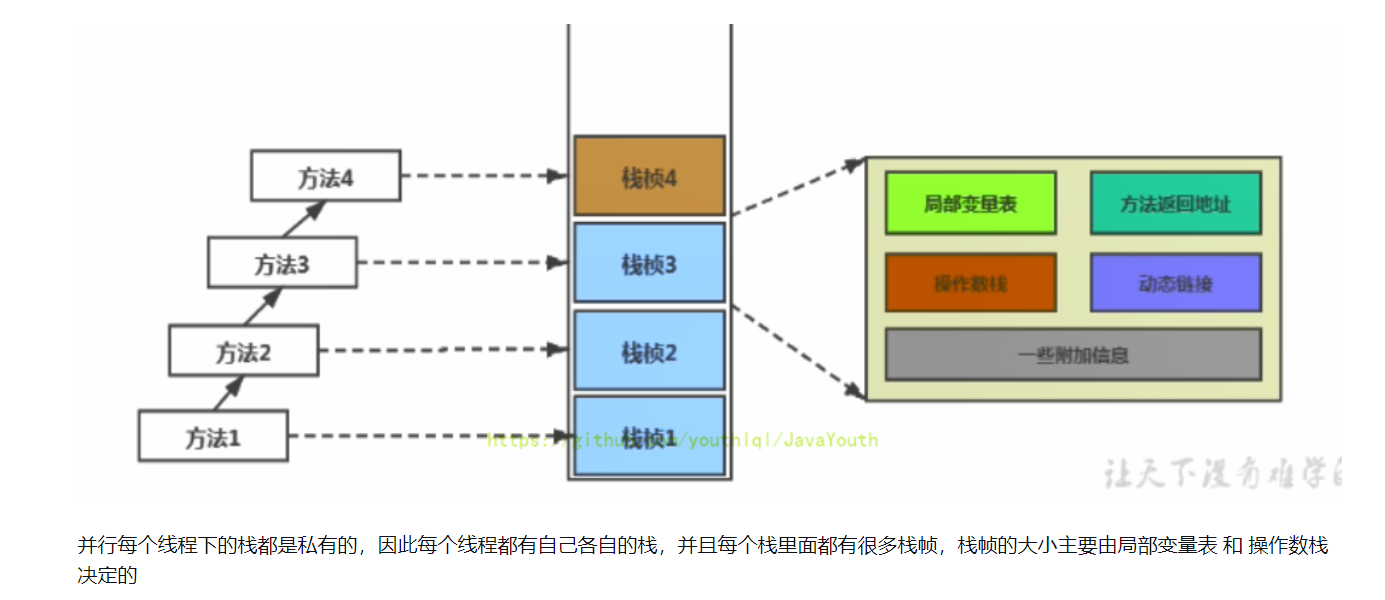 方法4
栈桢4
局部变量表
方法返回地址
方法3
栈桢3
操作数栈
动态链接
方法2
栈桢2
一些附加信息
方法1
栈桢1
https://github.com/youthlql/JavaYouth
让天下没有难学的
并行每个线程下的栈都是私有的，因此每个线程都有自己各自的栈，并且每个栈里面都有很多栈帧，栈帧的大小主要由局部变量表 和 操作数栈
决定的